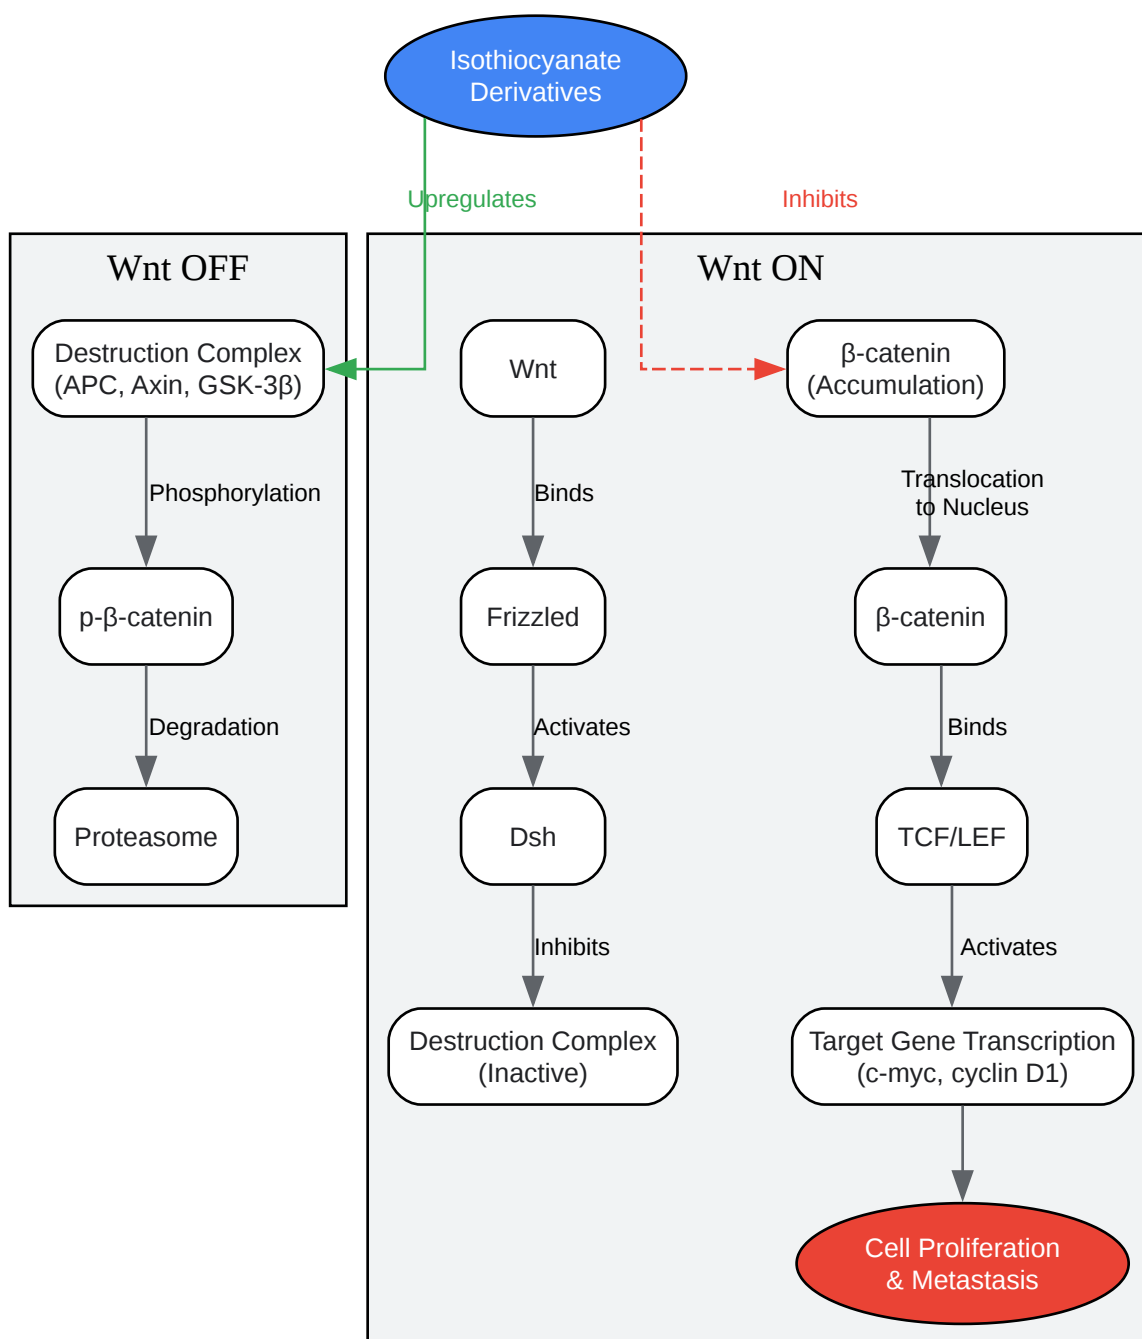 Isothiocyanate
Derivatives
Upregulates
Inhibits
Wnt OFF
Destruction Complex
(APC, Axin, GSK-3β)
Phosphorylation
p-β-catenin
Degradation
Proteasome
Wnt ON
Wnt
Binds
Frizzled
Activates
Dsh
Inhibits
Destruction Complex
(Inactive)
β-catenin
(Accumulation)
Translocation
to Nucleus
β-catenin
Binds
TCF/LEF
Activates
Target Gene Transcription
(c-myc, cyclin D1)
Cell Proliferation
& Metastasis